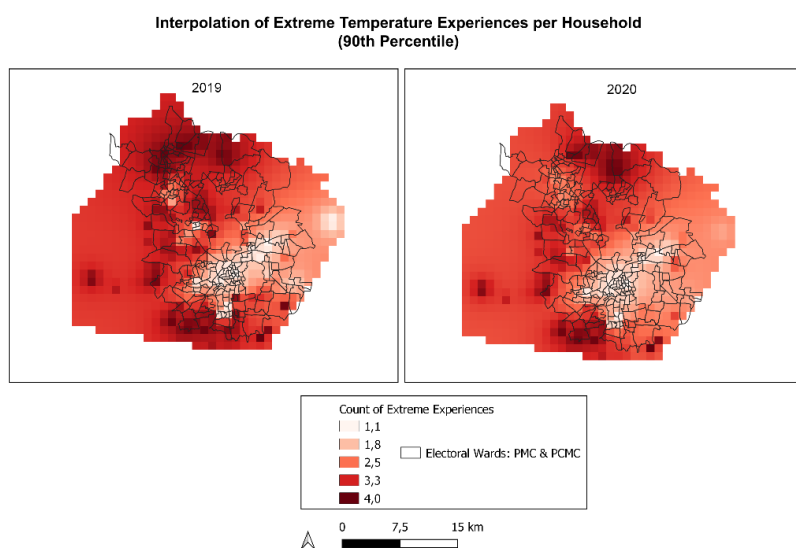 Interpolation of Extreme Temperature Experiences per Household
(90th Percentile)
2019
2020
Count of Extreme Experiences
1,1
1,8
2,5
3,3
4,0
Electoral Wards: PMC & PCMC
0 7,5 15 km